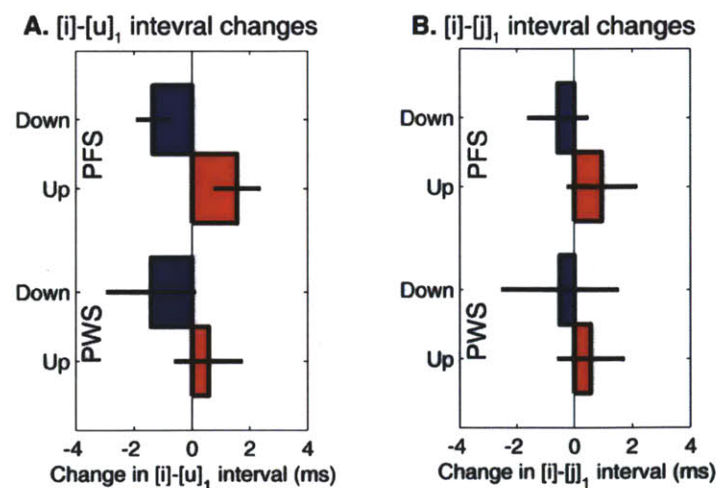 A. [i]-[u]1 intevral changes
Down
PFS
Up
Down
PWS
Up
-4 -2 0 2 4
Change in [i]-[u]1 interval (ms)
B. [i]-[j]1 intevral changes
Down
PFS
Up
Down
PWS
Up
-4 -2 0 2 4
Change in [i]-[j]1 interval (ms)